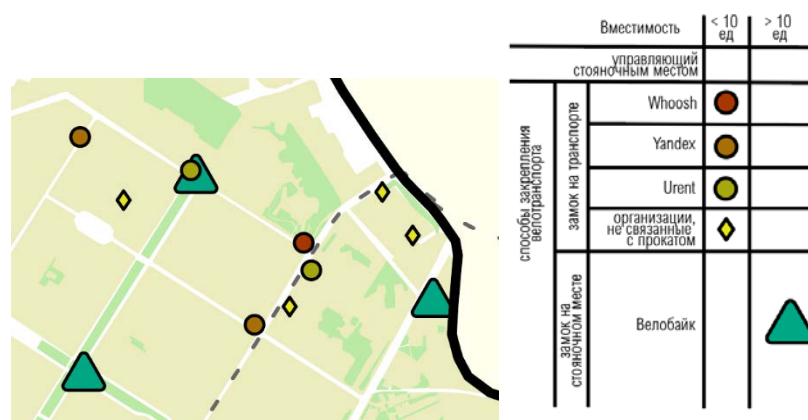 Вместимость
< 10
ед
> 10
ед
управляющий
стояночным местом
способы закрепления
велотранспорта
замок на транспорте
Whoosh
Yandex
Urent
организации,
не связанные
с прокатом
замок на
стояночном месте
Велобайк